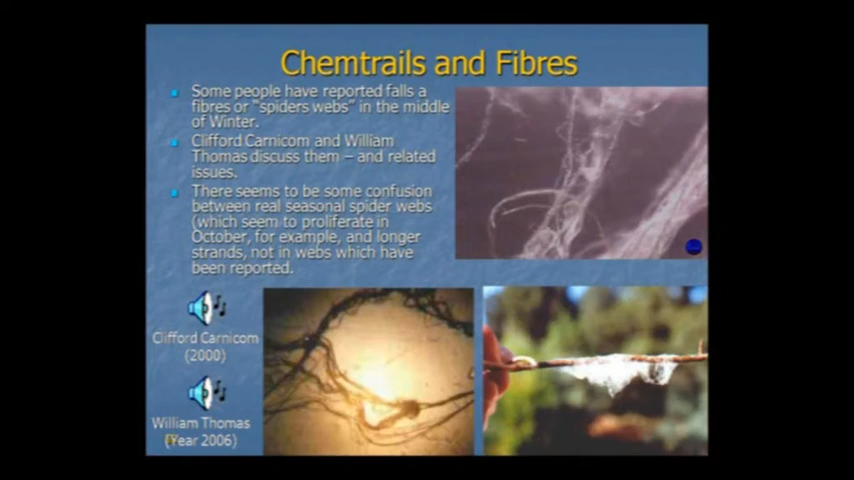 Chemtrails and Fibres
Some people have reported falls a
fibres or "spiders webs" in the middle
of Winter.
Clifford Carnicom and William
Thomas discuss them – and related
issues.
There seems to be some confusion
between real seasonal spider webs
(which seem to proliferate in
October, for example, and longer
strands, not in webs which have
been reported.
Clifford Carnicom
(2000)
William Thomas
(Year 2006)